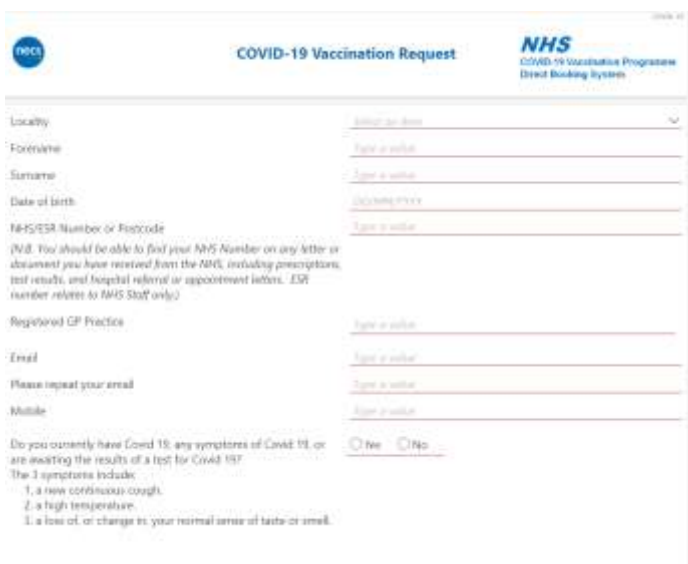 necs
COVID-19 Vaccination Request
NHS
COVID-19 Vaccination Programme
Direct Booking System
Locality
Select an item
Forename
Type a value
Surname
Type a value
Date of birth
DD/MM/YYYY
NHS/ESR Number or Postcode
Type a value
(N.B. You should be able to find your NHS Number on any letter or
document you have received from the NHS, including prescriptions,
test results, and hospital referral or appointment letters. ESR
number relates to NHS Staff only.)
Registered GP Practice
Type a value
Email
Type a value
Please repeat your email
Type a value
Mobile
Type a value
Do you currently have Covid 19, any symptoms of Covid 19, or
are awaiting the results of a test for Covid 19?
Yes No
The 3 symptoms include:
1. a new continuous cough.
2. a high temperature.
3. a loss of, or change in, your normal sense of taste or smell.